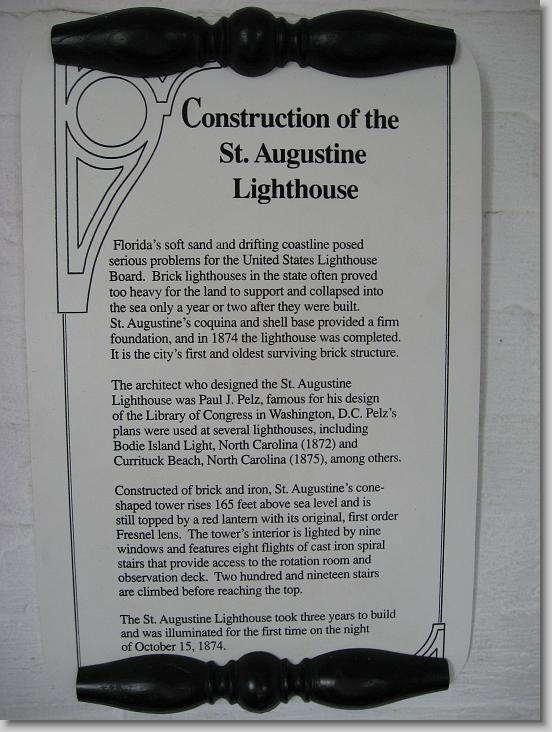 Construction of the
St. Augustine
Lighthouse
Florida's soft sand and drifting coastline posed
serious problems for the United States Lighthouse
Board. Brick lighthouses in the state often proved
too heavy for the land to support and collapsed into
the sea only a year or two after they were built.
St. Augustine's coquina and shell base provided a firm
foundation, and in 1874 the lighthouse was completed.
It is the city's first and oldest surviving brick structure.
The architect who designed the St. Augustine
Lighthouse was Paul J. Pelz, famous for his design
of the Library of Congress in Washington, D.C. Pelz's
plans were used at several lighthouses, including
Bodie Island Light, North Carolina (1872) and
Currituck Beach, North Carolina (1875), among others.
Constructed of brick and iron, St. Augustine's cone-
shaped tower rises 165 feet above sea level and is
still topped by a red lantern with its original, first order
Fresnel lens. The tower's interior is lighted by nine
windows and features eight flights of cast iron spiral
stairs that provide access to the rotation room and
observation deck. Two hundred and nineteen stairs
are climbed before reaching the top.
The St. Augustine Lighthouse took three years to build
and was illuminated for the first time on the night
of October 15, 1874.